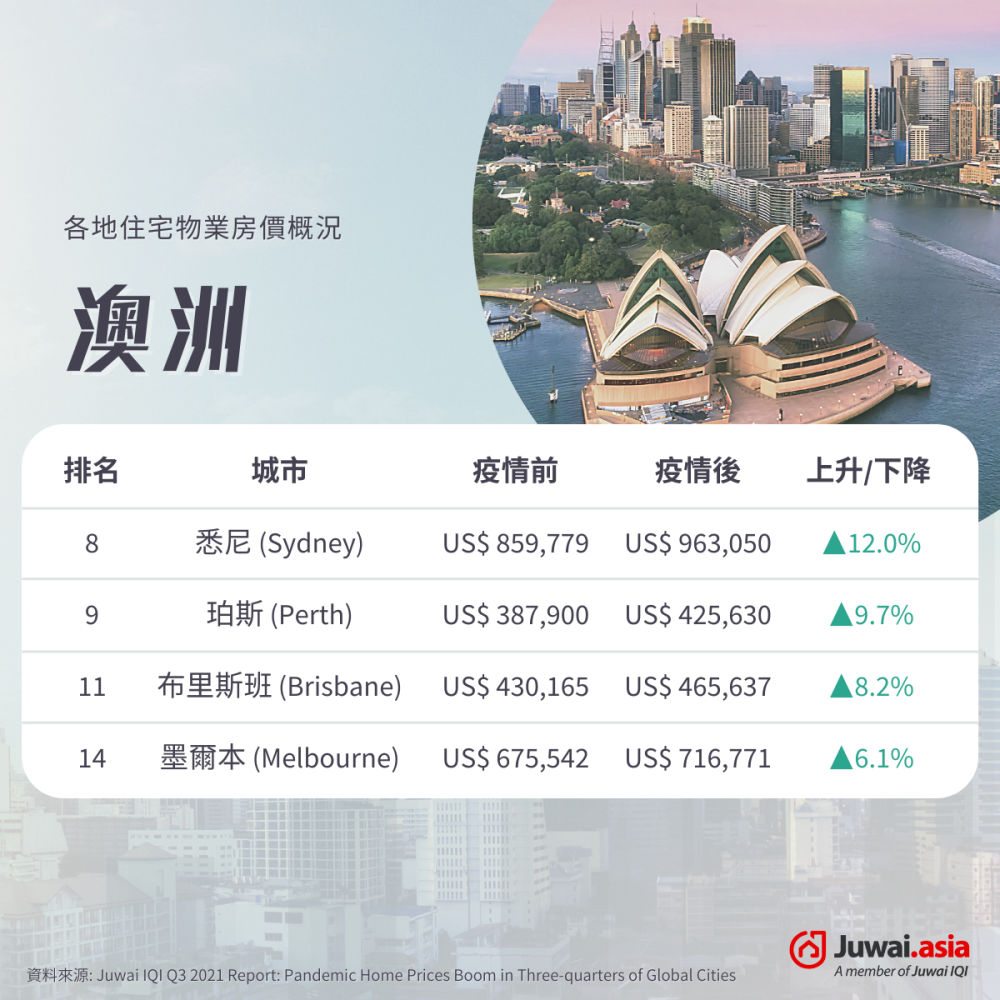 各地住宅物業房價概況
澳洲
排名 城市 疫情前 疫情後 上升/下降
8 悉尼 (Sydney) US$ 859,779 US$ 963,050 ▲12.0%
9 珀斯 (Perth) US$ 387,900 US$ 425,630 ▲9.7%
11 布里斯班 (Brisbane) US$ 430,165 US$ 465,637 ▲8.2%
14 墨爾本 (Melbourne) US$ 675,542 US$ 716,771 ▲6.1%
Juwai.asia
A member of Juwai IQI
資料來源: Juwai IQI Q3 2021 Report: Pandemic Home Prices Boom in Three-quarters of Global Cities